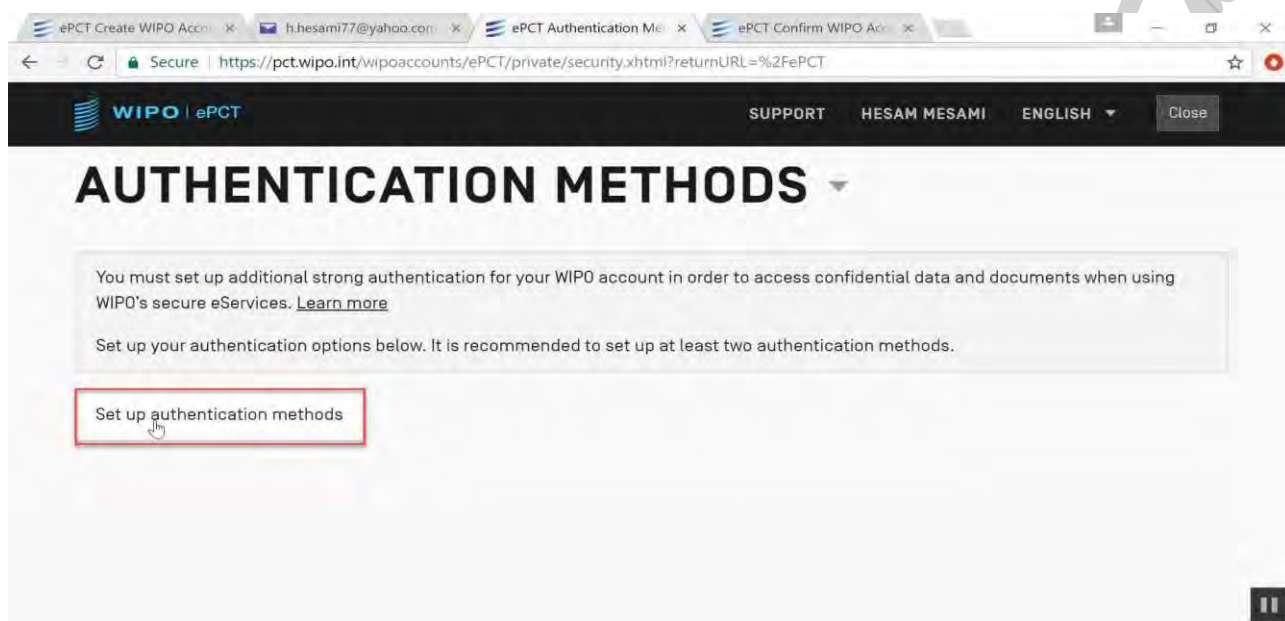 ePCT Create WIPO Acco
h.hesami77@yahoo.com
ePCT Authentication Me
ePCT Confirm WIPO Acc
Secure https://pct.wipo.int/wipoaccounts/ePCT/private/security.xhtml?returnURL=%2FePCT
WIPO | ePCT
SUPPORT HESAM MESAMI ENGLISH Close
AUTHENTICATION METHODS
You must set up additional strong authentication for your WIPO account in order to access confidential data and documents when using
WIPO's secure eServices. Learn more
Set up your authentication options below. It is recommended to set up at least two authentication methods.
Set up authentication methods